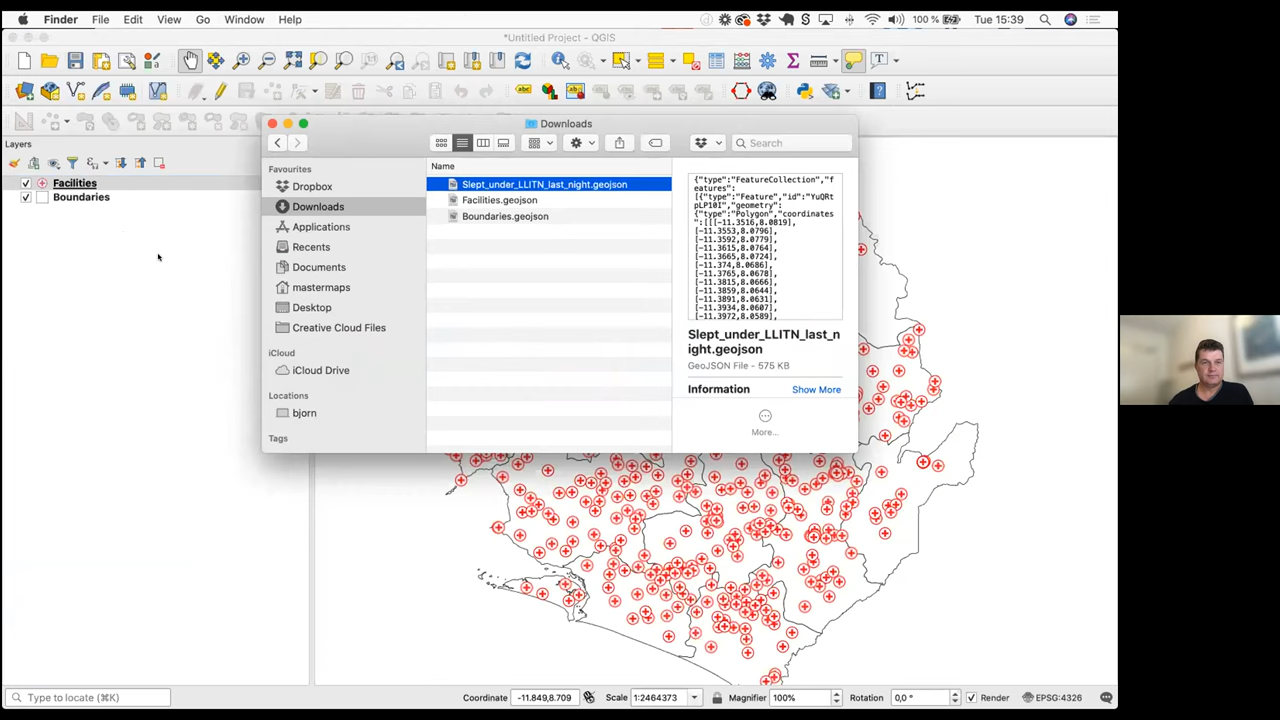 Finder File Edit View Go Window Help
100 % Tue 15:39
*Untitled Project - QGIS
Layers
Facilities
Boundaries
Downloads
Search
Favourites
Dropbox
Downloads
Applications
Recents
Documents
mastermaps
Desktop
Creative Cloud Files
iCloud
iCloud Drive
Locations
bjorn
Tags
Name
Slept_under_LLITN_last_night.geojson
Facilities.geojson
Boundaries.geojson
{"type":"FeatureCollection","f
eatures":
[{"type":"Feature","id":"YuQRt
pLP10I","geometry":
{"type":"Polygon","coordinates
":[[[-11.3516,8.0819],
[-11.3553,8.0796],
[-11.3592,8.0779],
[-11.3615,8.0764],
[-11.3665,8.0724],
[-11.374,8.0686],
[-11.3765,8.0678],
[-11.3815,8.0666],
[-11.3859,8.0644],
[-11.3891,8.0631],
[-11.3934,8.0607],
[-11.3972,8.0589],
Slept_under_LLITN_last_n
ight.geojson
GeoJSON File - 575 KB
Information Show More
More...
Type to locate (⌘K)
Coordinate -11.849,8.709 Scale 1:2464373 Magnifier 100% Rotation 0,0 ° Render EPSG:4326